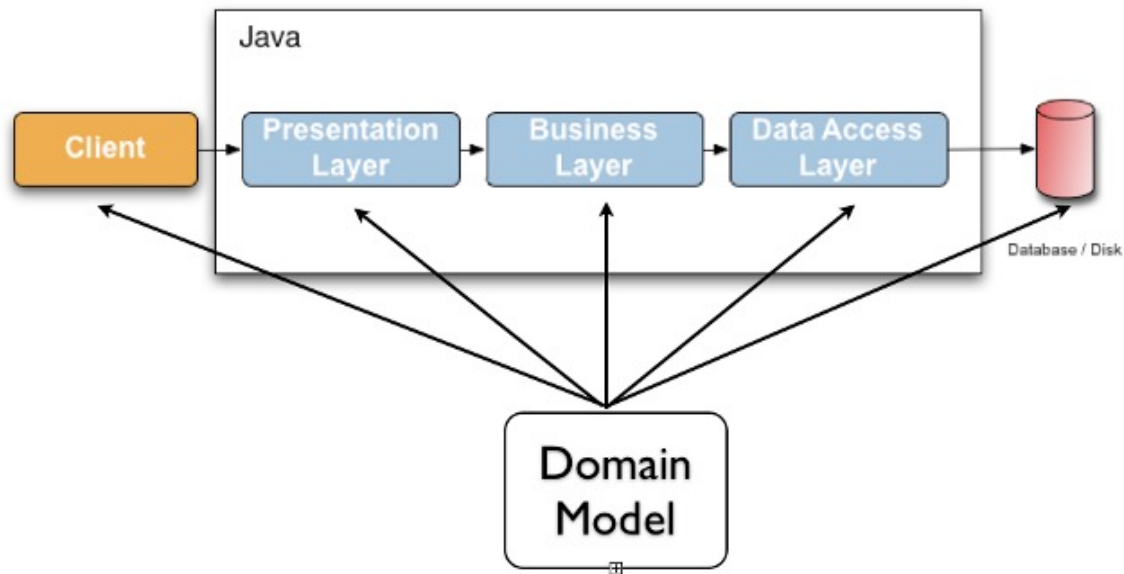 Java
Client
Presentation
Layer
Business
Layer
Data Access
Layer
Database / Disk
Domain
Model